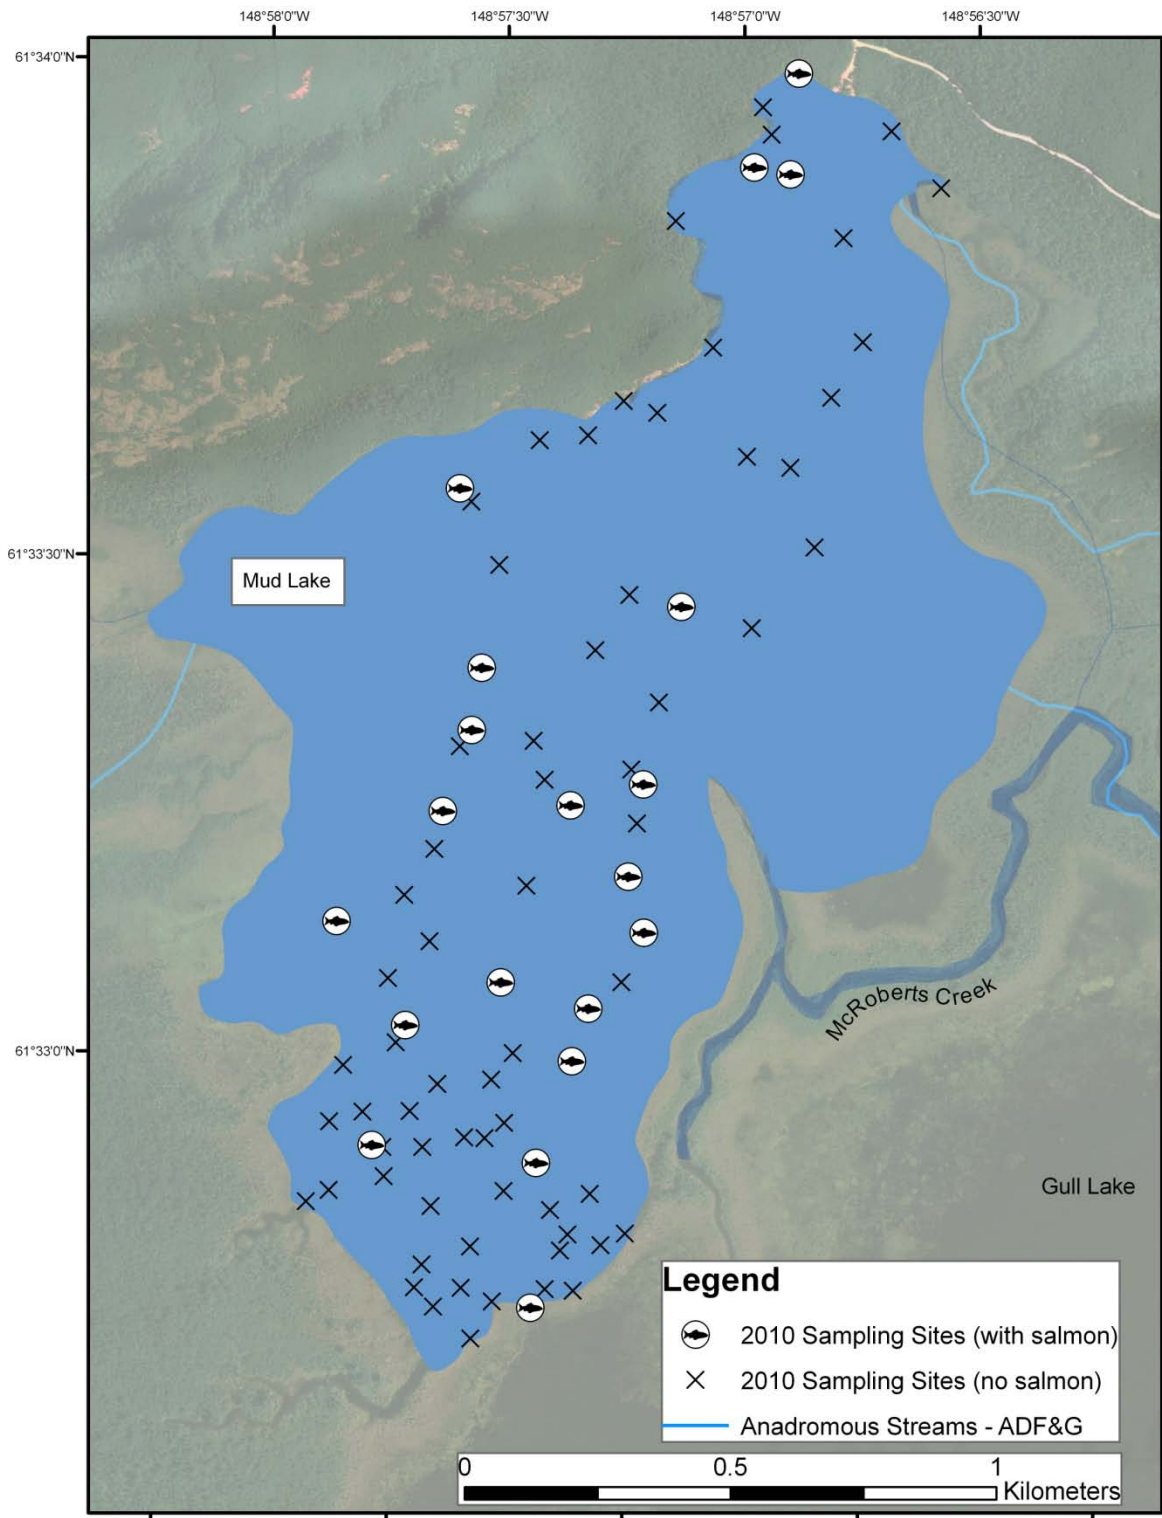 148°58'0"W
148°57'30"W
148°57'0"W
148°56'30"W
61°34'0"N
61°33'30"N
Mud Lake
61°33'0"N
McRoberts Creek
Gull Lake
Legend
2010 Sampling Sites (with salmon)
2010 Sampling Sites (no salmon)
Anadromous Streams - ADF&G
0 0.5 1
Kilometers